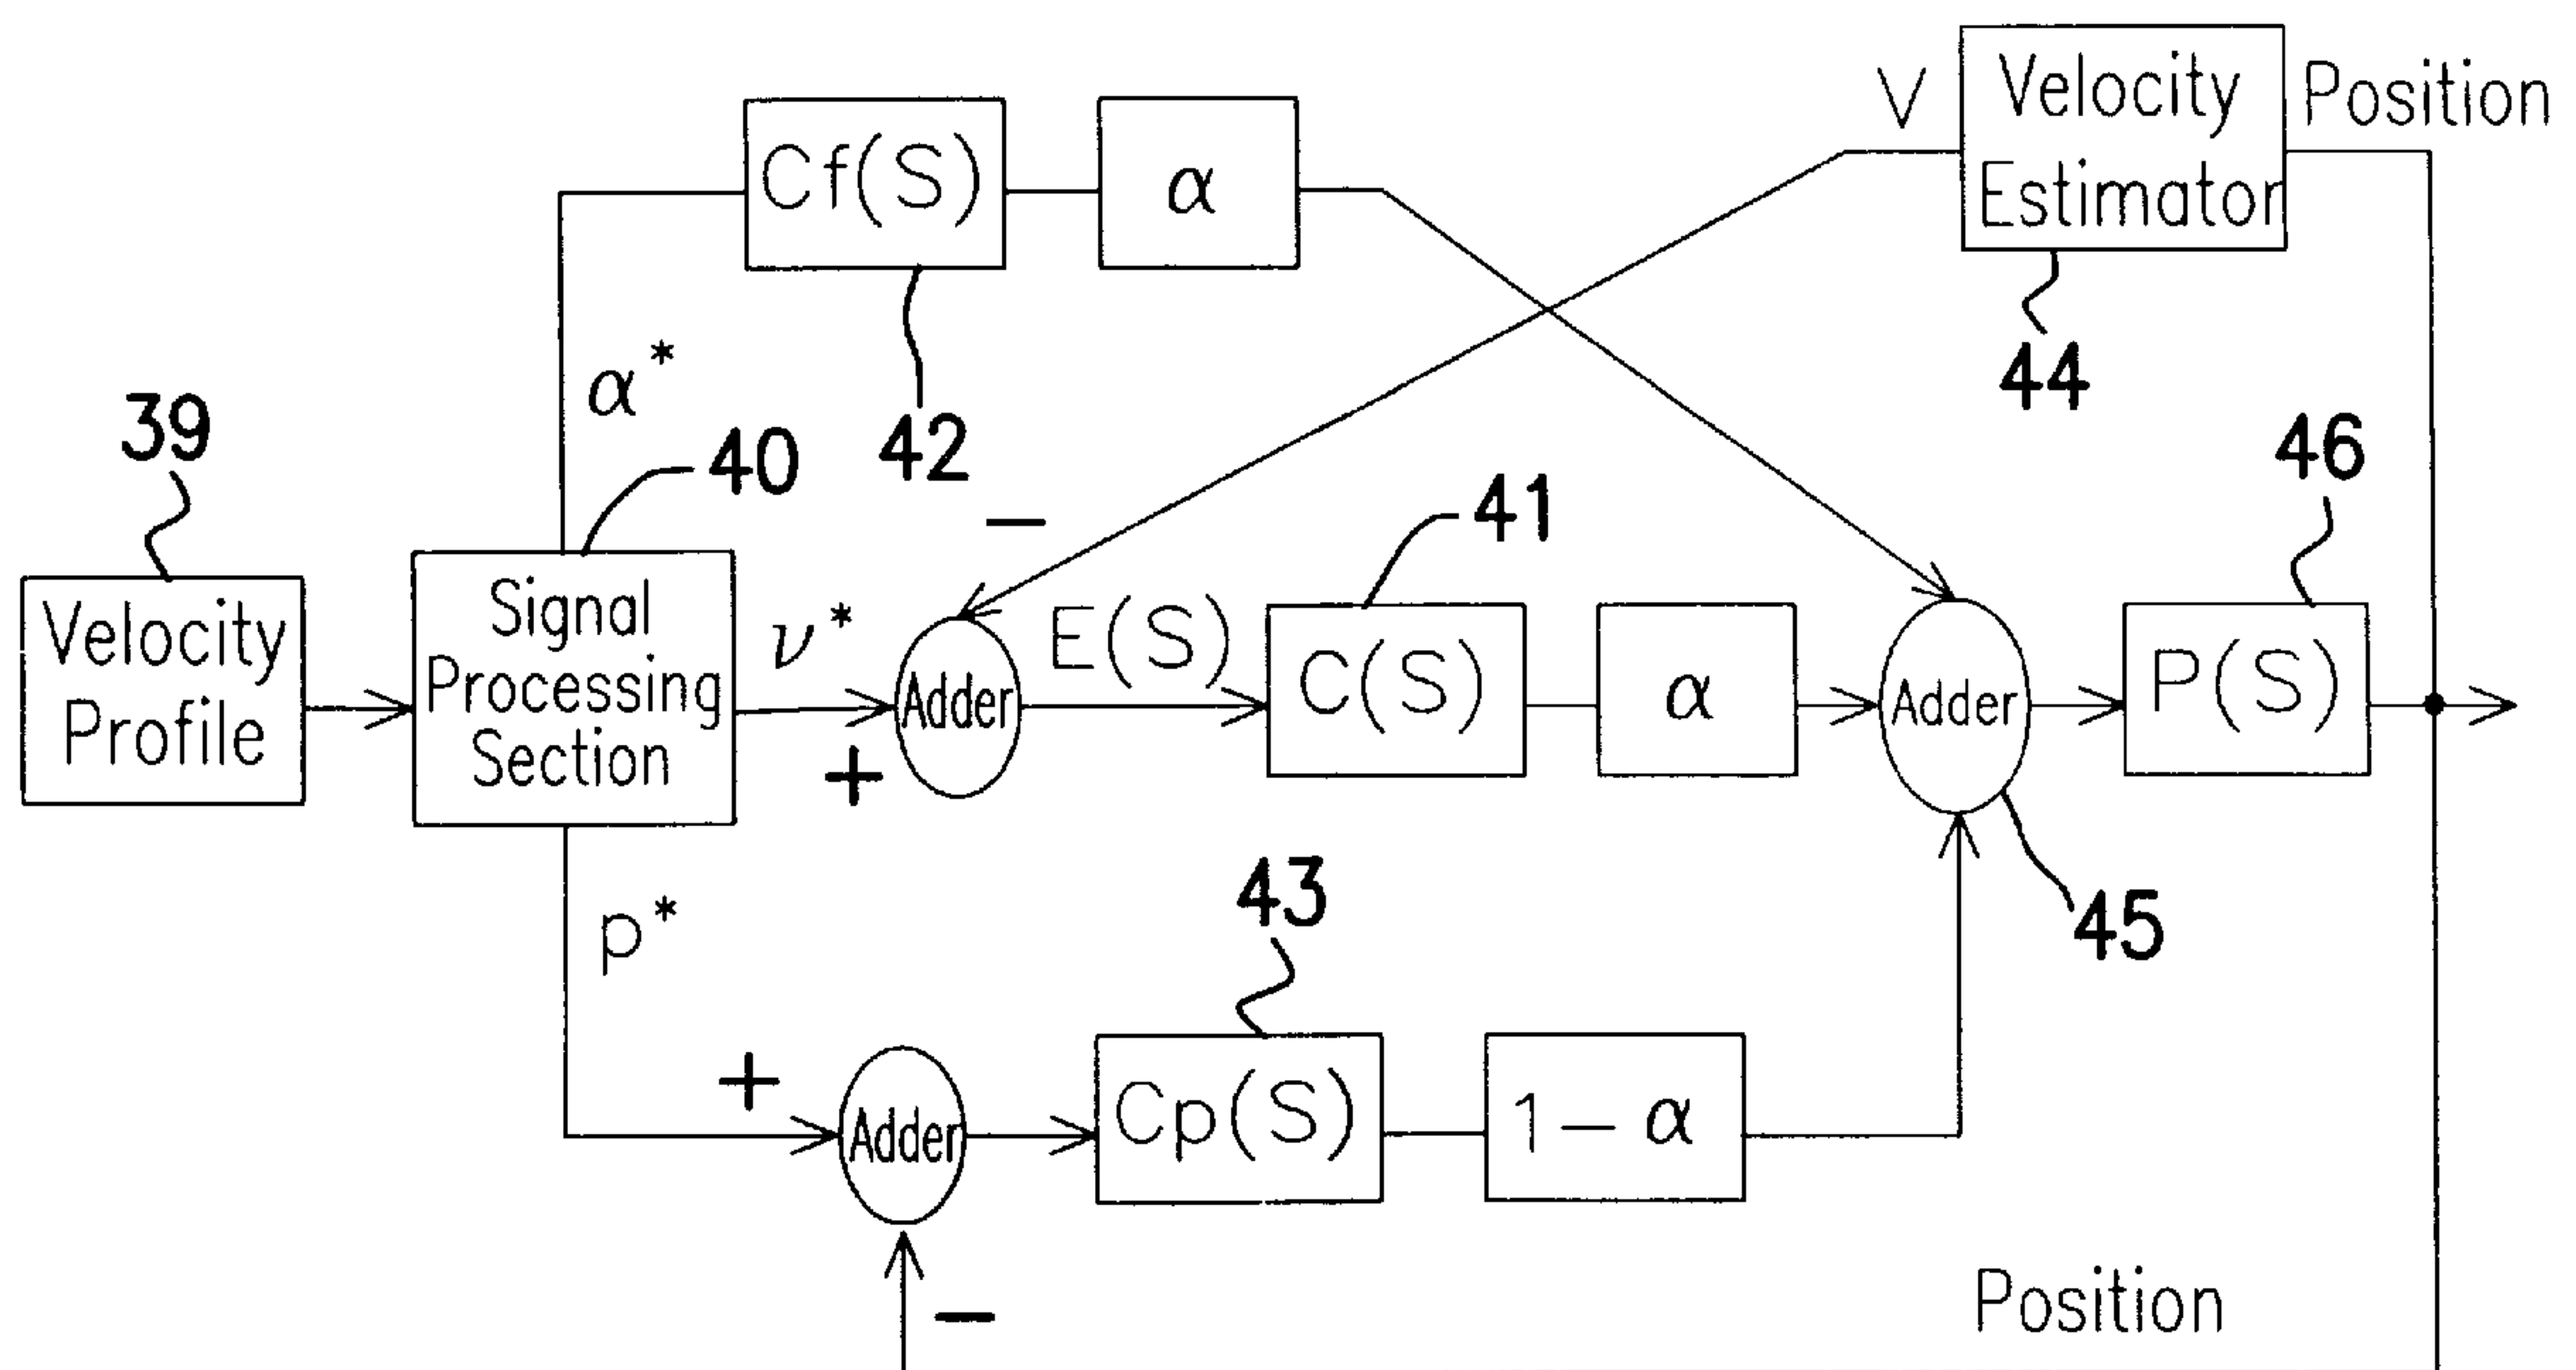 V
Velocity
Estimator
Position
Cf(S)
α
44
α*
42
39
40
46
41
−
Velocity
Profile
Signal
Processing
Section
ν*
+
Adder
E(S)
C(S)
α
Adder
P(S)
45
p*
43
+
Adder
Cp(S)
1 − α
−
Position